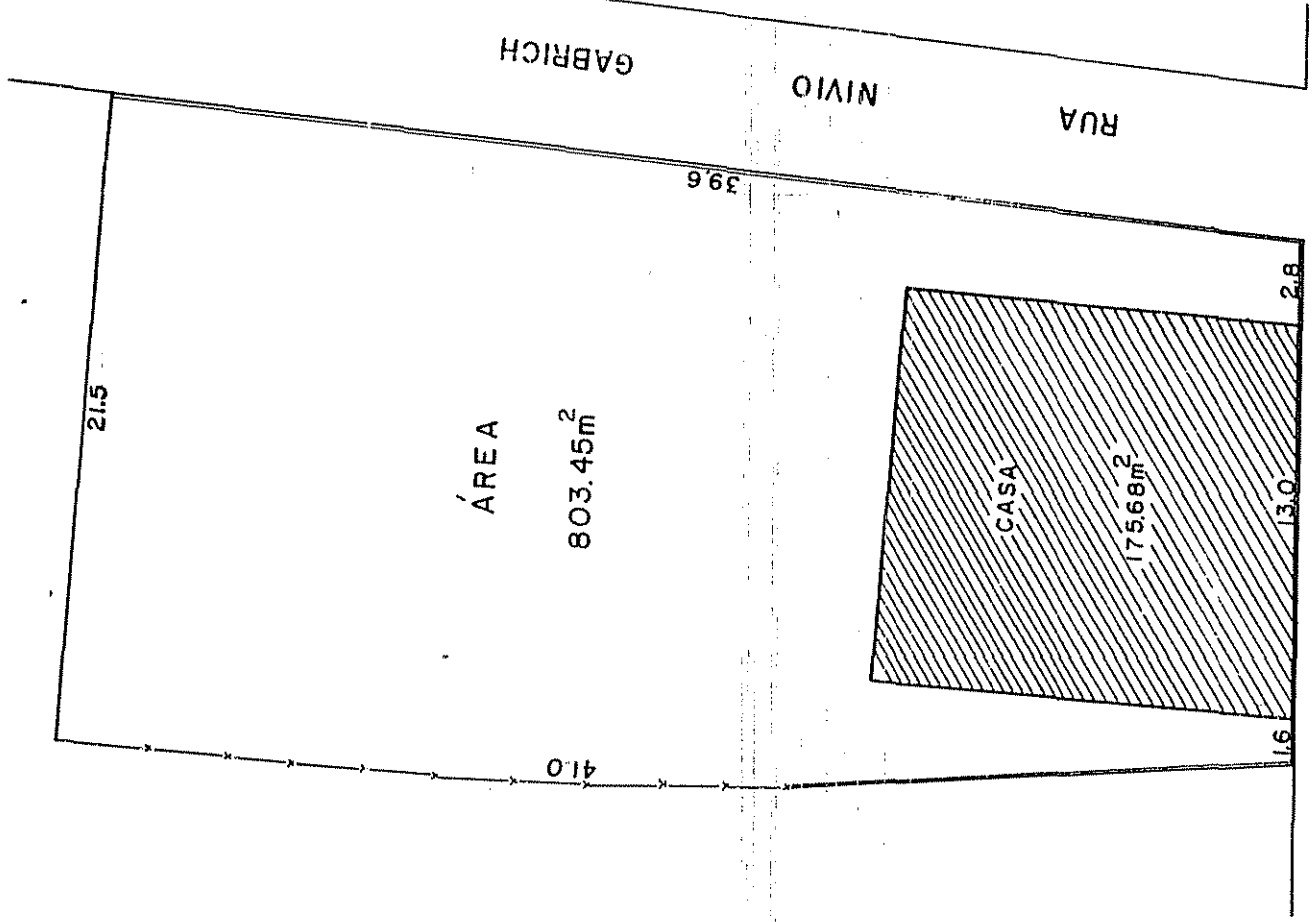 RUA NIVIO GABRICH
21.5
39.6
ÁREA
803.45m²
41.0
CASA
175.68m²
1.6
13.0
2.8